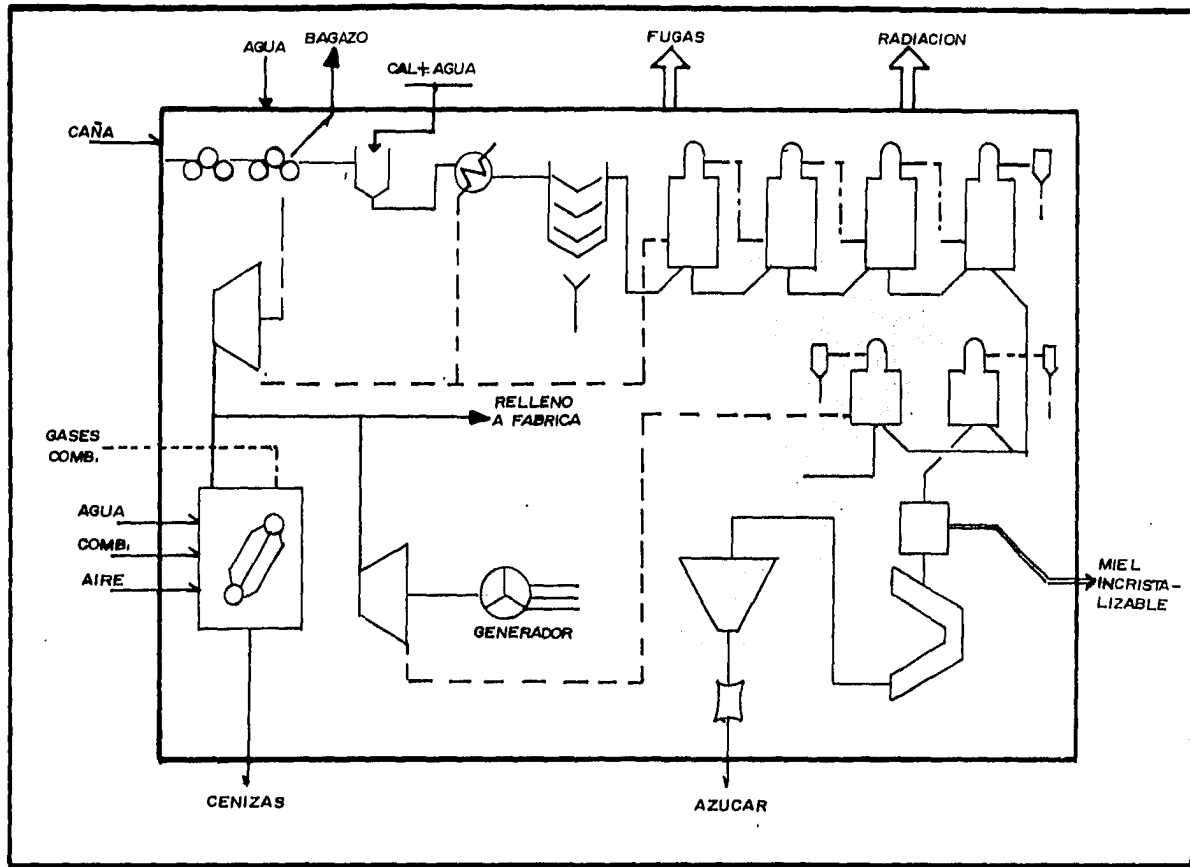 AGUA
BAGAZO
CAL+AGUA
FUGAS
RADIACION
CAÑA
RELLENO
A FABRICA
GASES
COMB.
AGUA
COMB.
AIRE
GENERADOR
MIEL
INCRISTA-
LIZABLE
CENIZAS
AZUCAR